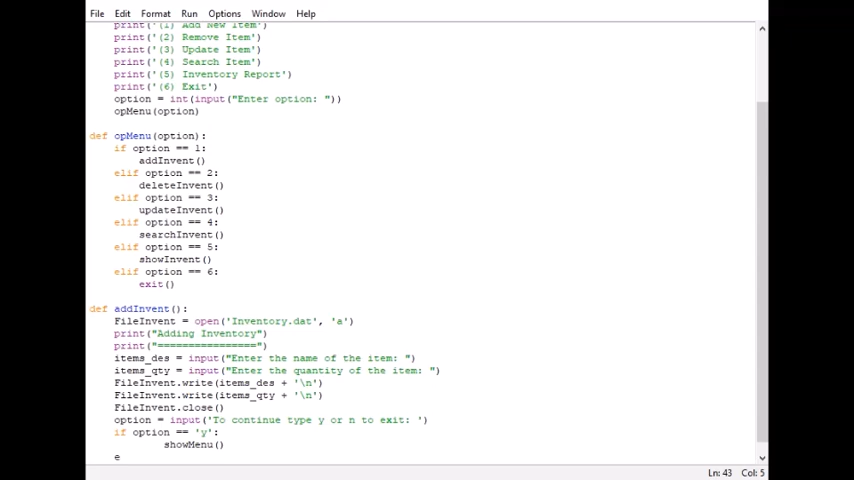 File Edit Format Run Options Window Help
print('(1) Add New Item')
print('(2) Remove Item')
print('(3) Update Item')
print('(4) Search Item')
print('(5) Inventory Report')
print('(6) Exit')
option = int(input("Enter option: "))
opMenu(option)
def opMenu(option):
if option == 1:
addInvent()
elif option == 2:
deleteInvent()
elif option == 3:
updateInvent()
elif option == 4:
searchInvent()
elif option == 5:
showInvent()
elif option == 6:
exit()
def addInvent():
FileInvent = open('Inventory.dat', 'a')
print("Adding Inventory")
print("================")
items_des = input("Enter the name of the item: ")
items_qty = input("Enter the quantity of the item: ")
FileInvent.write(items_des + '\n')
FileInvent.write(items_qty + '\n')
FileInvent.close()
option = input('To continue type y or n to exit: ')
if option == 'y':
showMenu()
e
Ln: 43 Col: 5